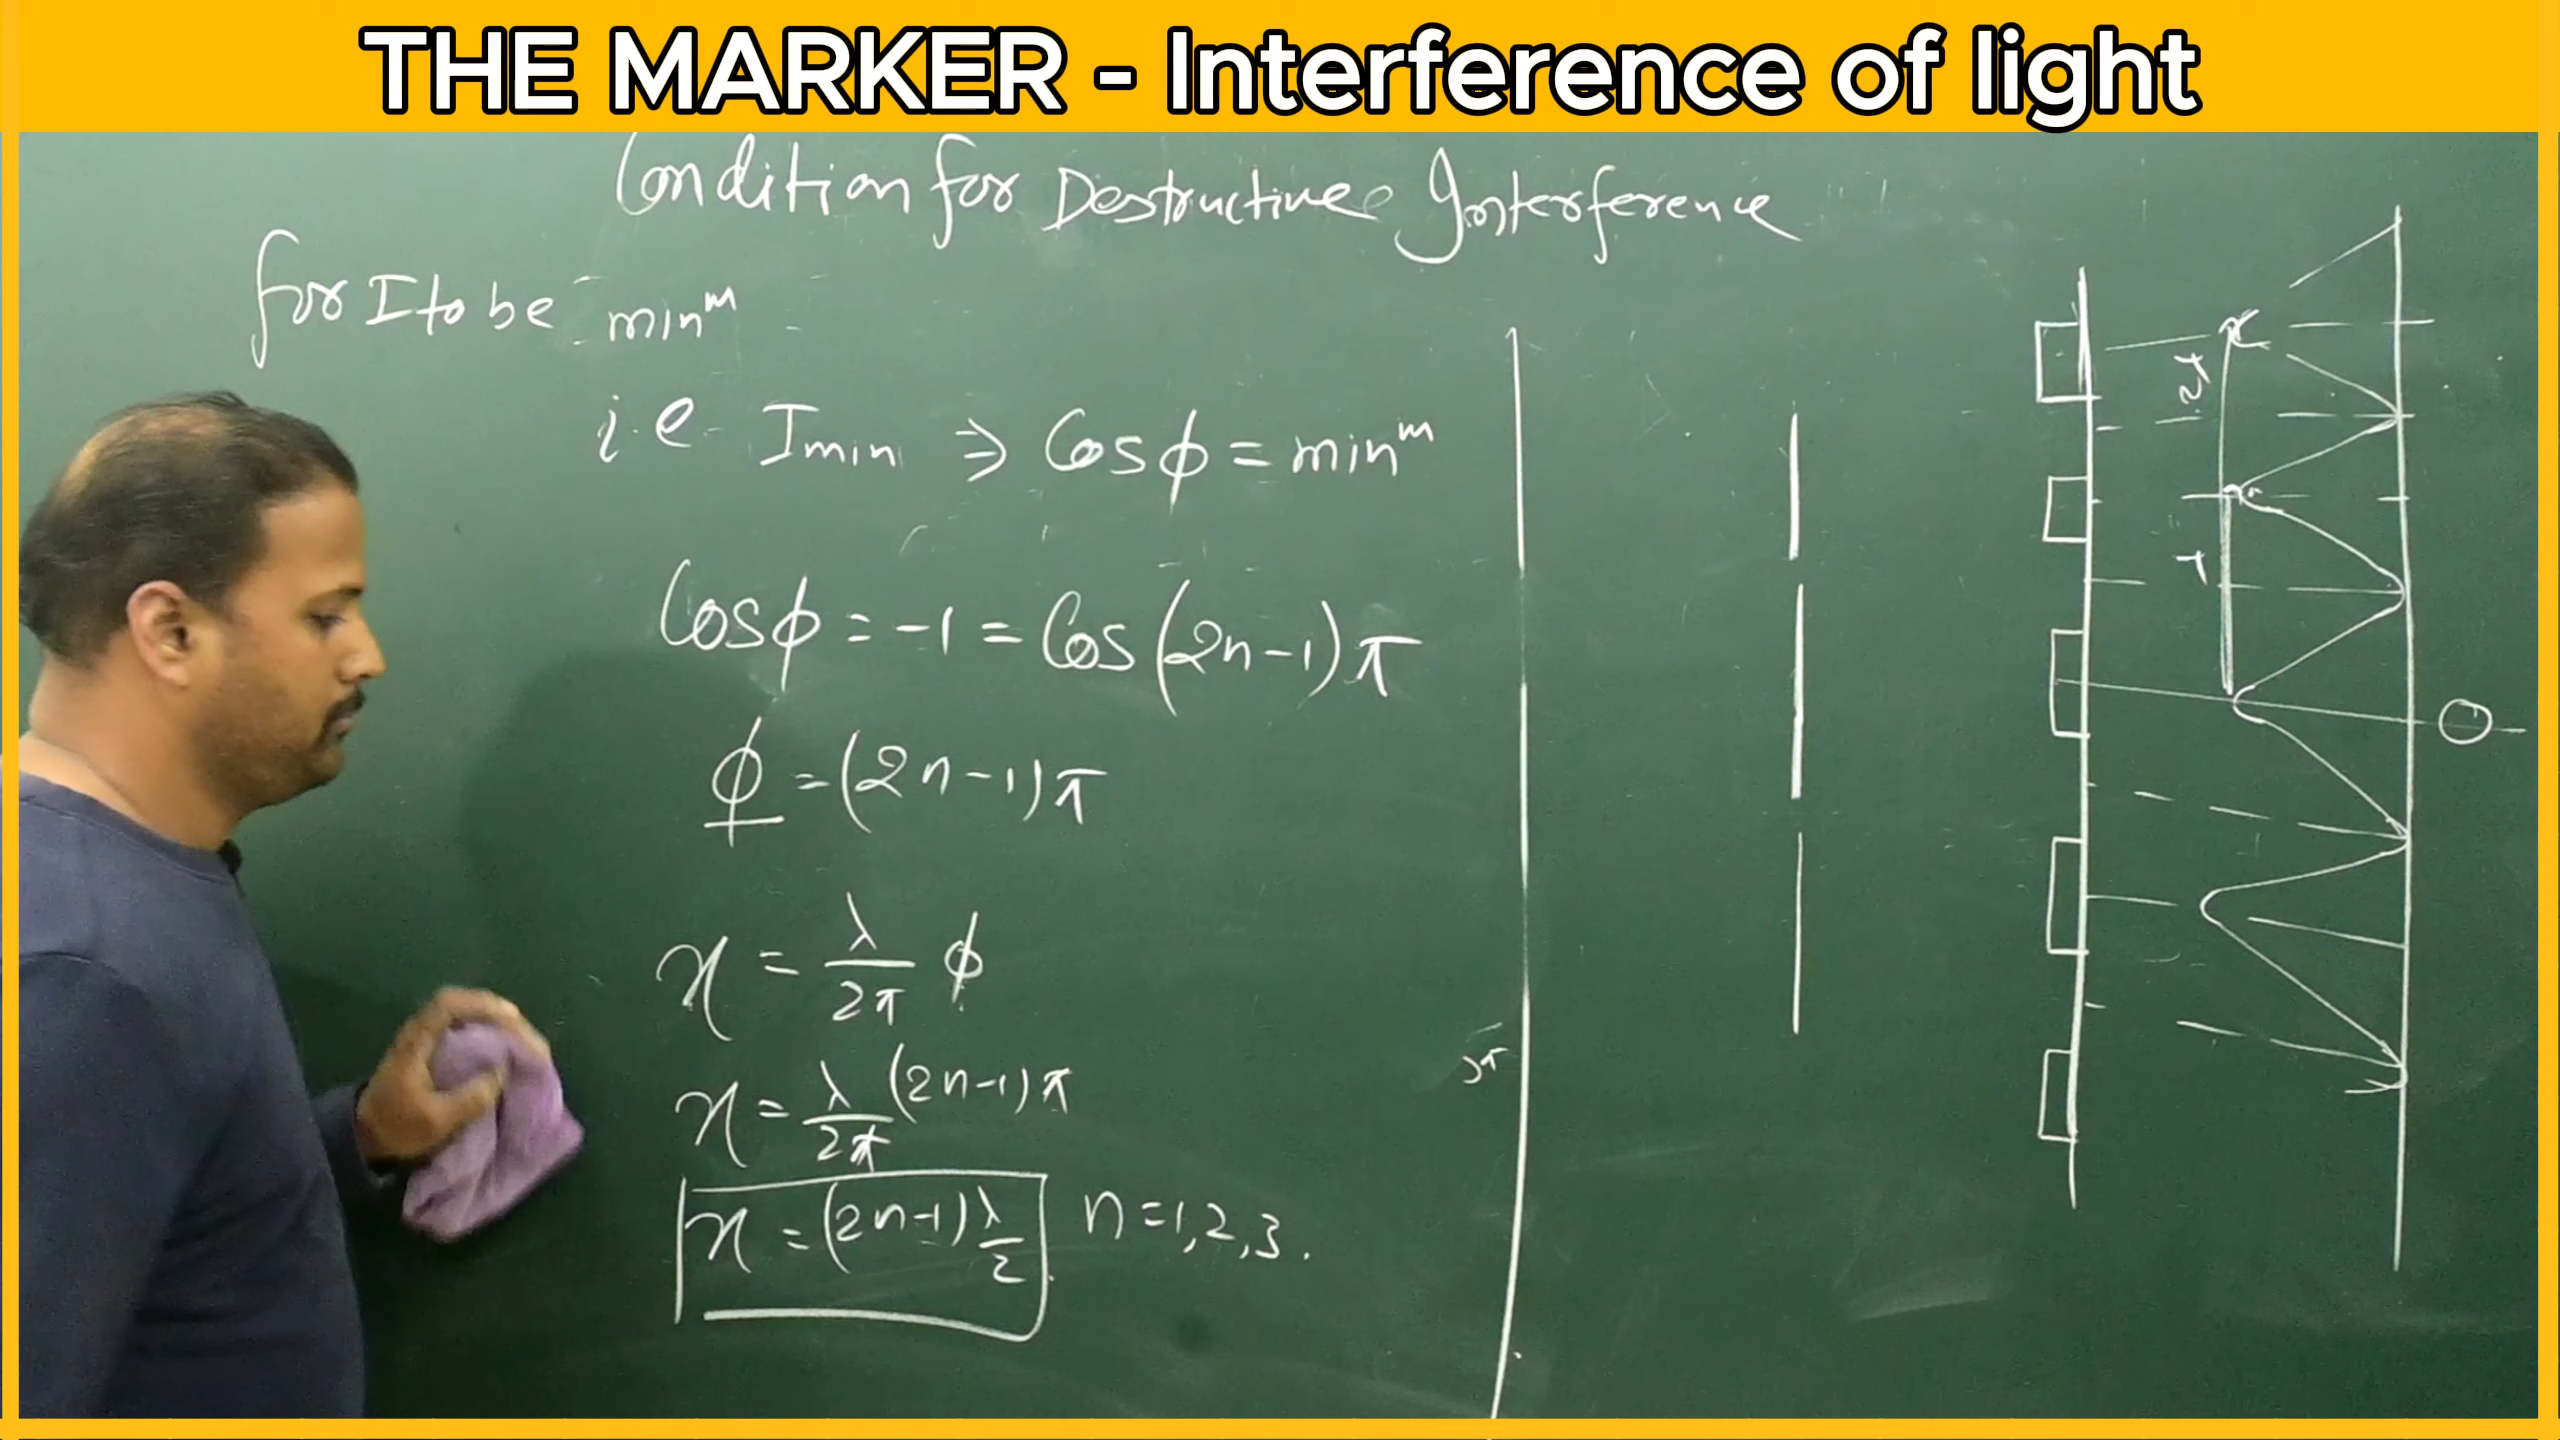 THE MARKER - Interference of light
Condition for Destructive Interference
for I to be minᵐ
i.e. Imin ⇒ Cosφ = minᵐ
Cosφ = -1 = Cos(2n-1)π
φ = (2n-1)π
x = λ/2π φ
x = λ/2π (2n-1)π
x = (2n-1) λ/2 n = 1,2,3.
x
O